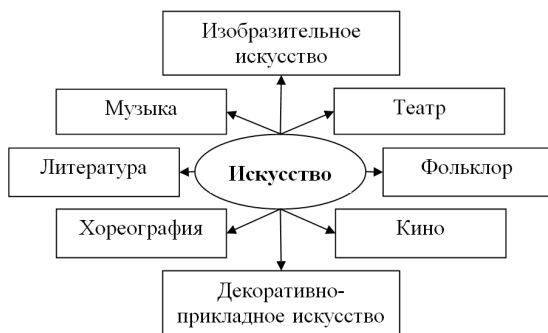 Изобразительное
искусство
Музыка
Театр
Литература
Искусство
Фольклор
Хореография
Кино
Декоративно-
прикладное искусство